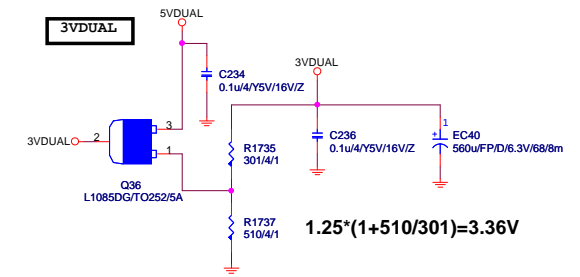 3VDUAL
5VDUAL
C234
0.1u/4/Y5V/16V/Z
3VDUAL
3
3VDUAL
2
1
Q36
L1085DG/TO252/5A
R1735
301/4/1
C236
0.1u/4/Y5V/16V/Z
1
+
EC40
560u/FP/D/6.3V/68/8m
R1737
510/4/1
1.25*(1+510/301)=3.36V